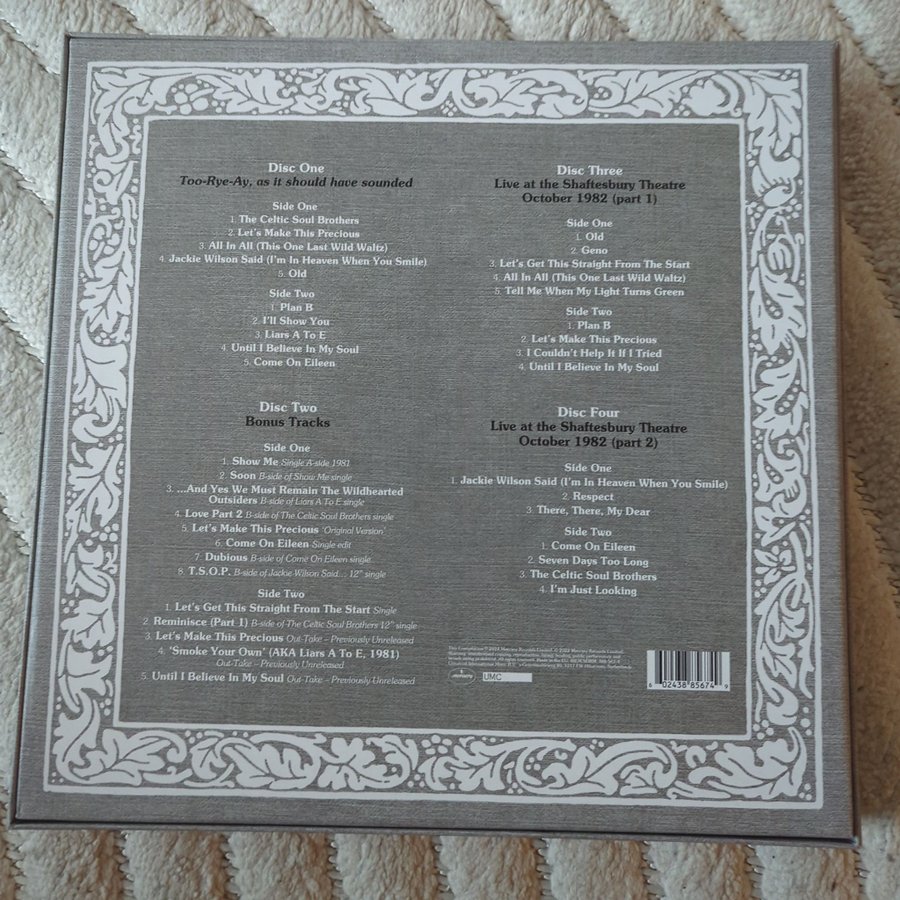 Disc One
Too-Rye-Ay, as it should have sounded
Side One
1. The Celtic Soul Brothers
2. Let's Make This Precious
3. All In All (This One Last Wild Waltz)
4. Jackie Wilson Said (I'm In Heaven When You Smile)
5. Old
Side Two
1. Plan B
2. I'll Show You
3. Liars A To E
4. Until I Believe In My Soul
5. Come On Eileen
Disc Two
Bonus Tracks
Side One
1. Show Me Single A-side 1981
2. Soon B-side of Show Me single
3. ...And Yes We Must Remain The Wildhearted
Outsiders B-side of Liars A To E single
4. Love Part 2 B-side of The Celtic Soul Brothers single
5. Let's Make This Precious 'Original Version'
6. Come On Eileen Single edit
7. Dubious B-side of Come On Eileen single
8. T.S.O.P. B-side of Jackie Wilson Said... 12" single
Side Two
1. Let's Get This Straight From The Start Single
2. Reminisce (Part 1) B-side of The Celtic Soul Brothers 12" single
3. Let's Make This Precious Out-Take – Previously Unreleased
4. 'Smoke Your Own' (AKA Liars A To E, 1981)
Out-Take – Previously Unreleased
5. Until I Believe In My Soul Out-Take – Previously Unreleased
Disc Three
Live at the Shaftesbury Theatre
October 1982 (part 1)
Side One
1. Old
2. Geno
3. Let's Get This Straight From The Start
4. All In All (This One Last Wild Waltz)
5. Tell Me When My Light Turns Green
Side Two
1. Plan B
2. Let's Make This Precious
3. I Couldn't Help It If I Tried
4. Until I Believe In My Soul
Disc Four
Live at the Shaftesbury Theatre
October 1982 (part 2)
Side One
1. Jackie Wilson Said (I'm In Heaven When You Smile)
2. Respect
3. There, There, My Dear
Side Two
1. Come On Eileen
2. Seven Days Too Long
3. The Celtic Soul Brothers
4. I'm Just Looking
UMC
6 02438 85674 9